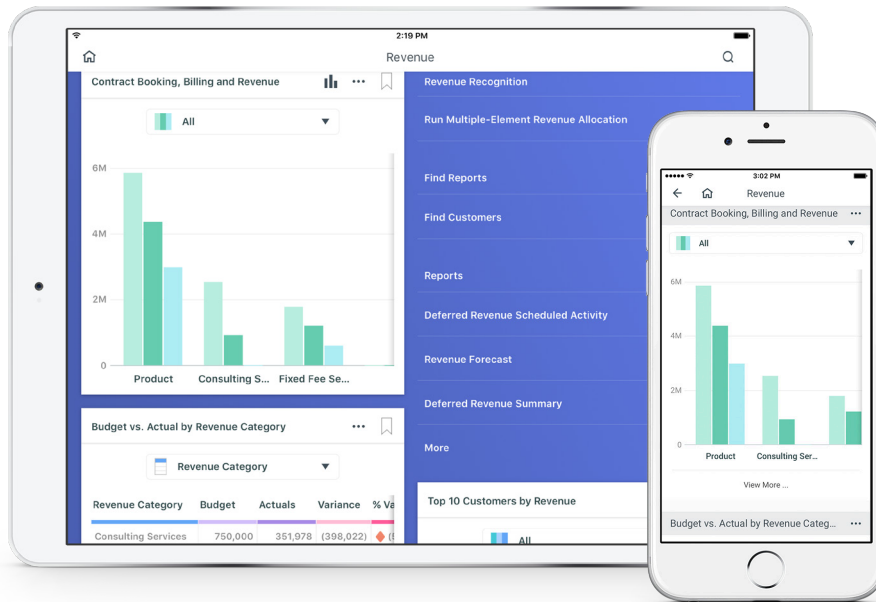 2:19 PM
Revenue
Contract Booking, Billing and Revenue
All
6M
4M
2M
0
Product Consulting S... Fixed Fee Se...
Budget vs. Actual by Revenue Category
Revenue Category
Revenue Category Budget Actuals Variance % Va
Consulting Services 750,000 351,978 (398,022)
Revenue Recognition
Run Multiple-Element Revenue Allocation
Find Reports
Find Customers
Reports
Deferred Revenue Scheduled Activity
Revenue Forecast
Deferred Revenue Summary
More
Top 10 Customers by Revenue
All
3:02 PM
Revenue
Contract Booking, Billing and Revenue
All
6M
4M
2M
0
Product Consulting Ser...
View More ...
Budget vs. Actual by Revenue Categ...